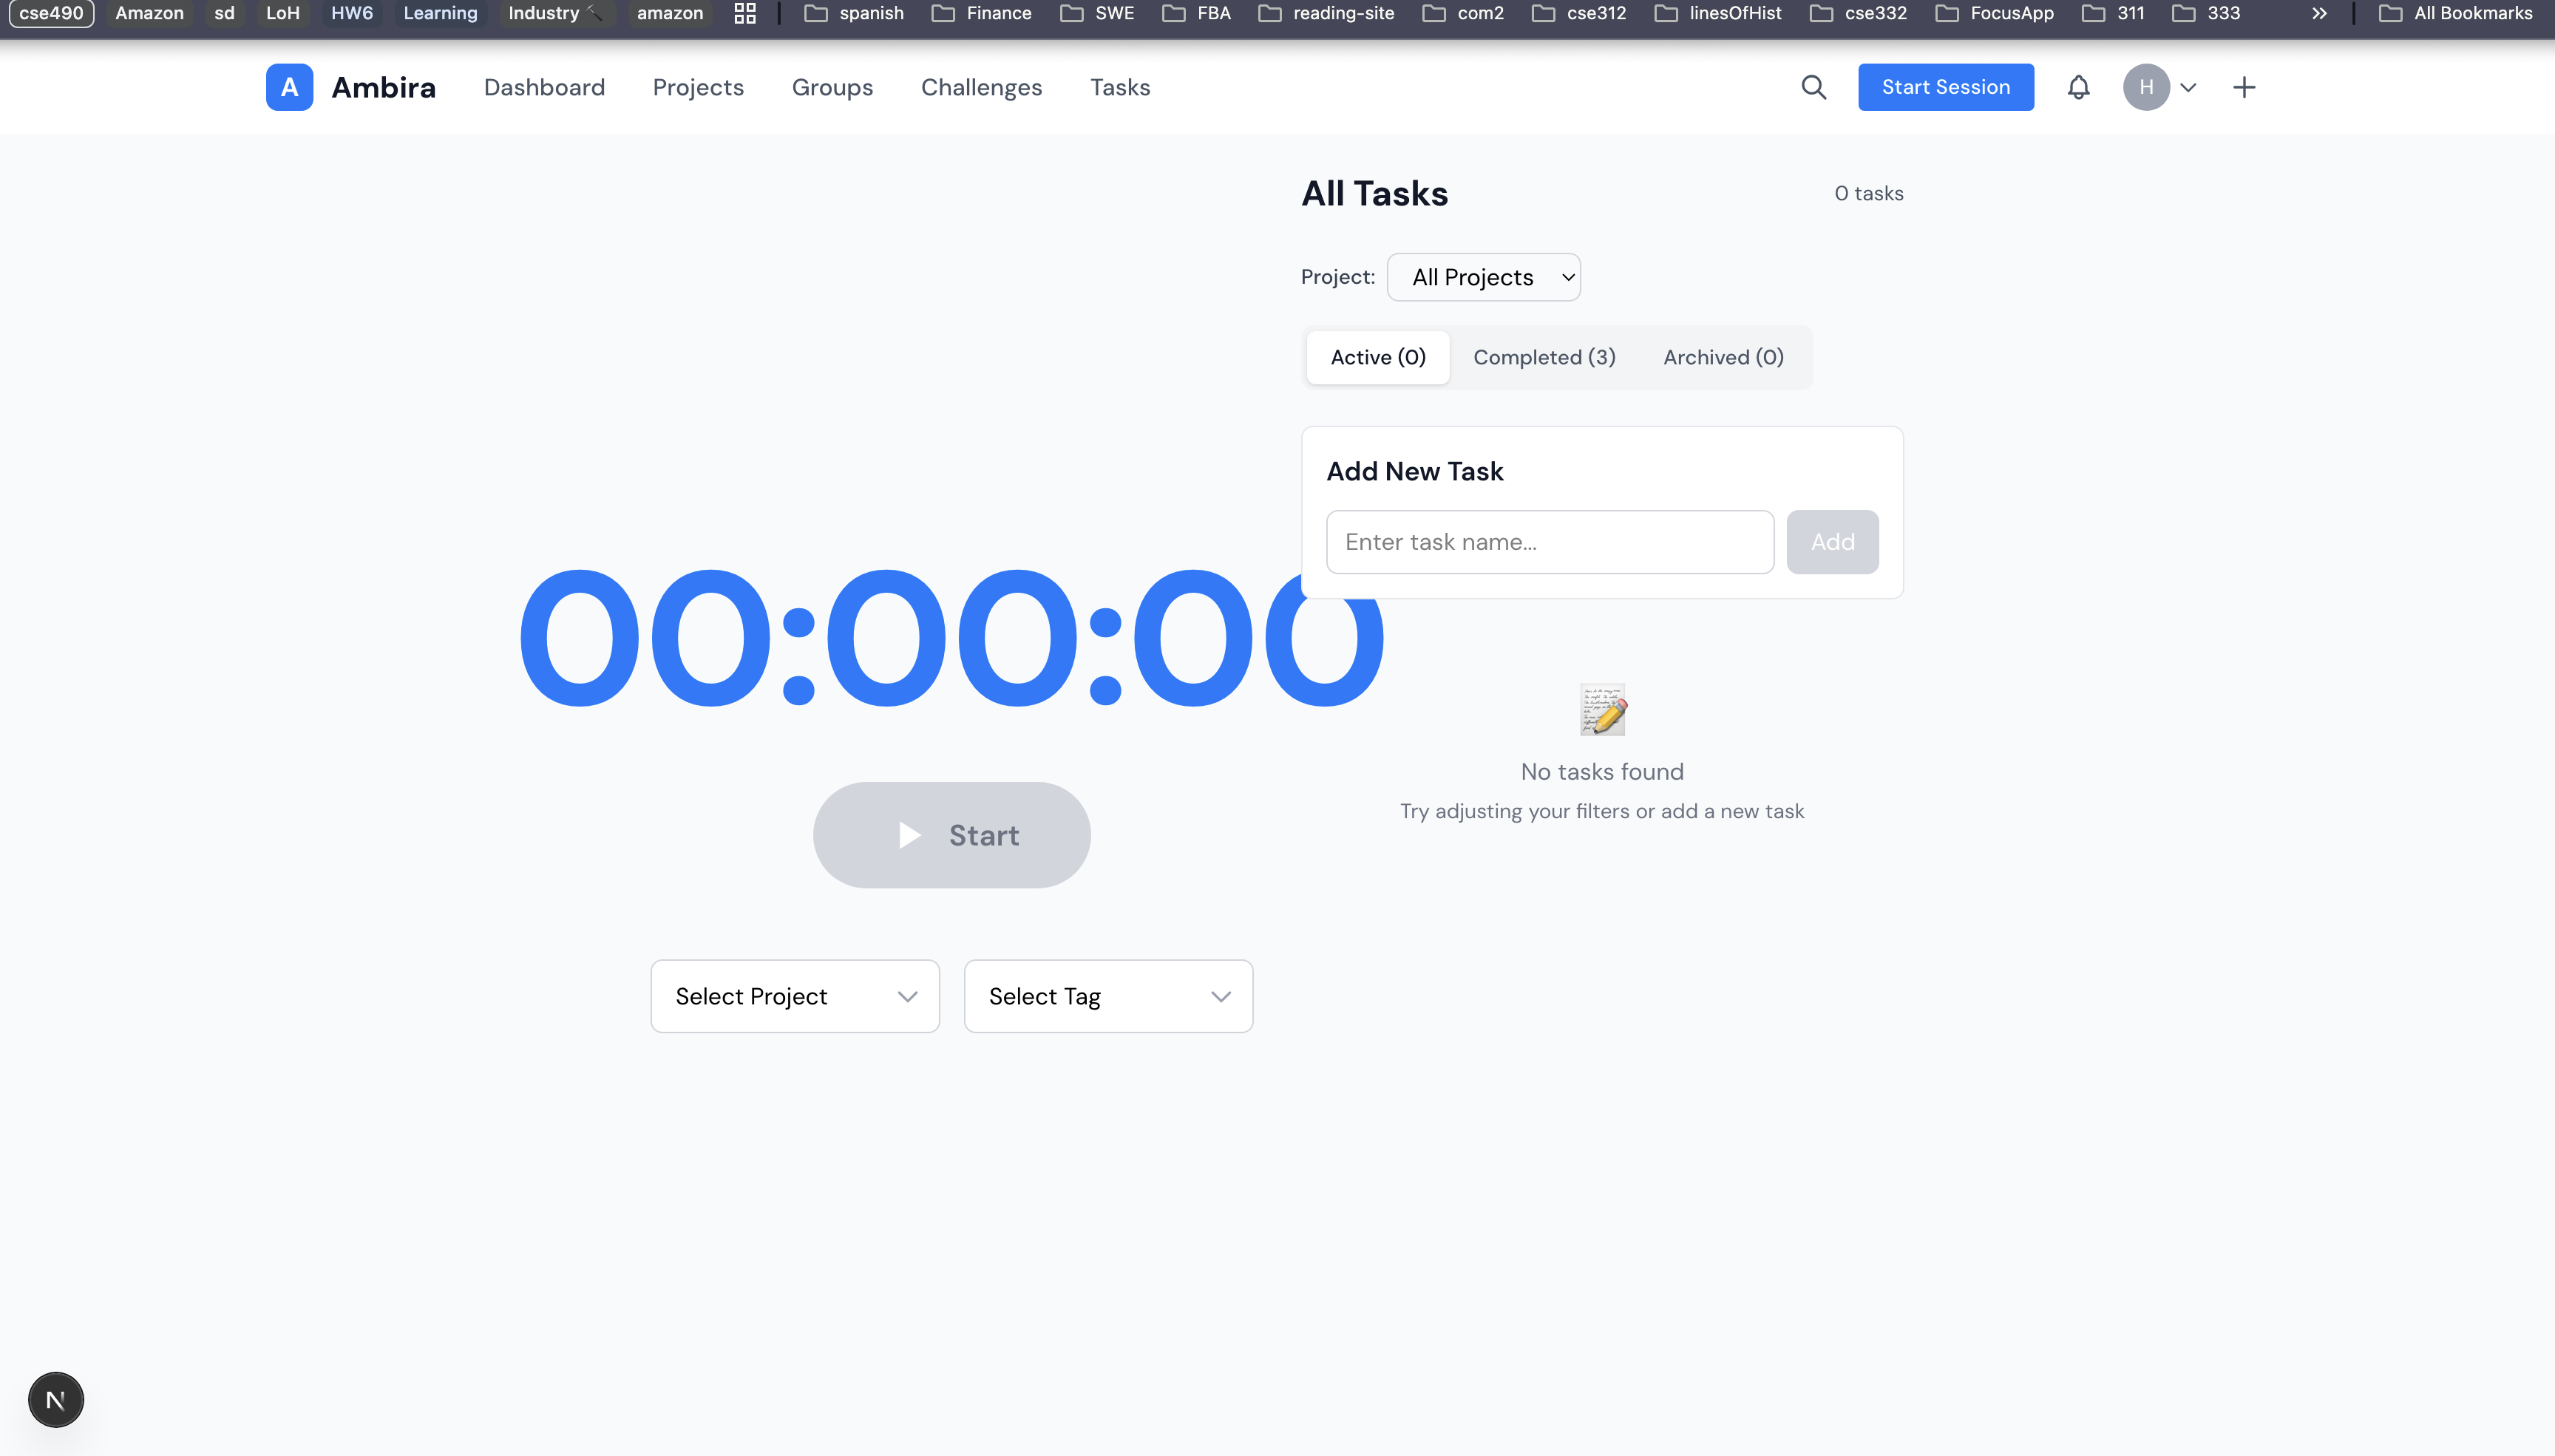 cse490 Amazon sd LoH HW6 Learning Industry amazon spanish Finance SWE FBA reading-site com2 cse312 linesOfHist cse332 FocusApp 311 333 » All Bookmarks
A Ambira Dashboard Projects Groups Challenges Tasks Start Session H
All Tasks 0 tasks
Project: All Projects
Active (0) Completed (3) Archived (0)
Add New Task
Enter task name... Add
00:00:00
No tasks found
Try adjusting your filters or add a new task
Start
Select Project Select Tag
N